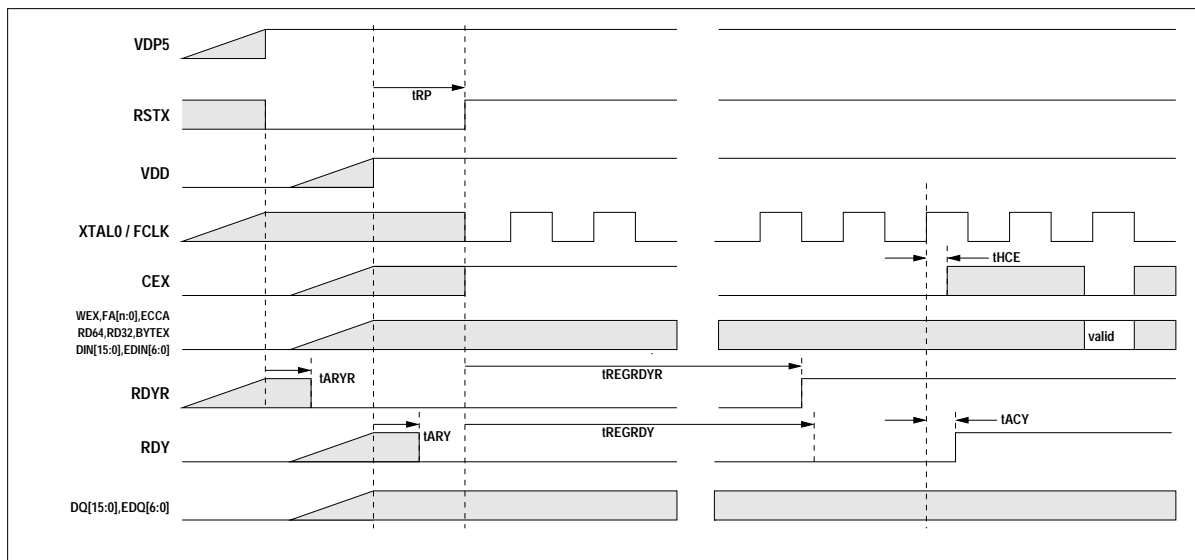 VDP5
tRP
RSTX
VDD
XTAL0 / FCLK
tHCE
CEX
WEX,FA[n:0],ECCA
RD64,RD32,BYTEX
valid
DIN[15:0],EDIN[6:0]
tARYR
tREGRDYR
RDYR
tARY
tREGRDY
tACY
RDY
DQ[15:0],EDQ[6:0]